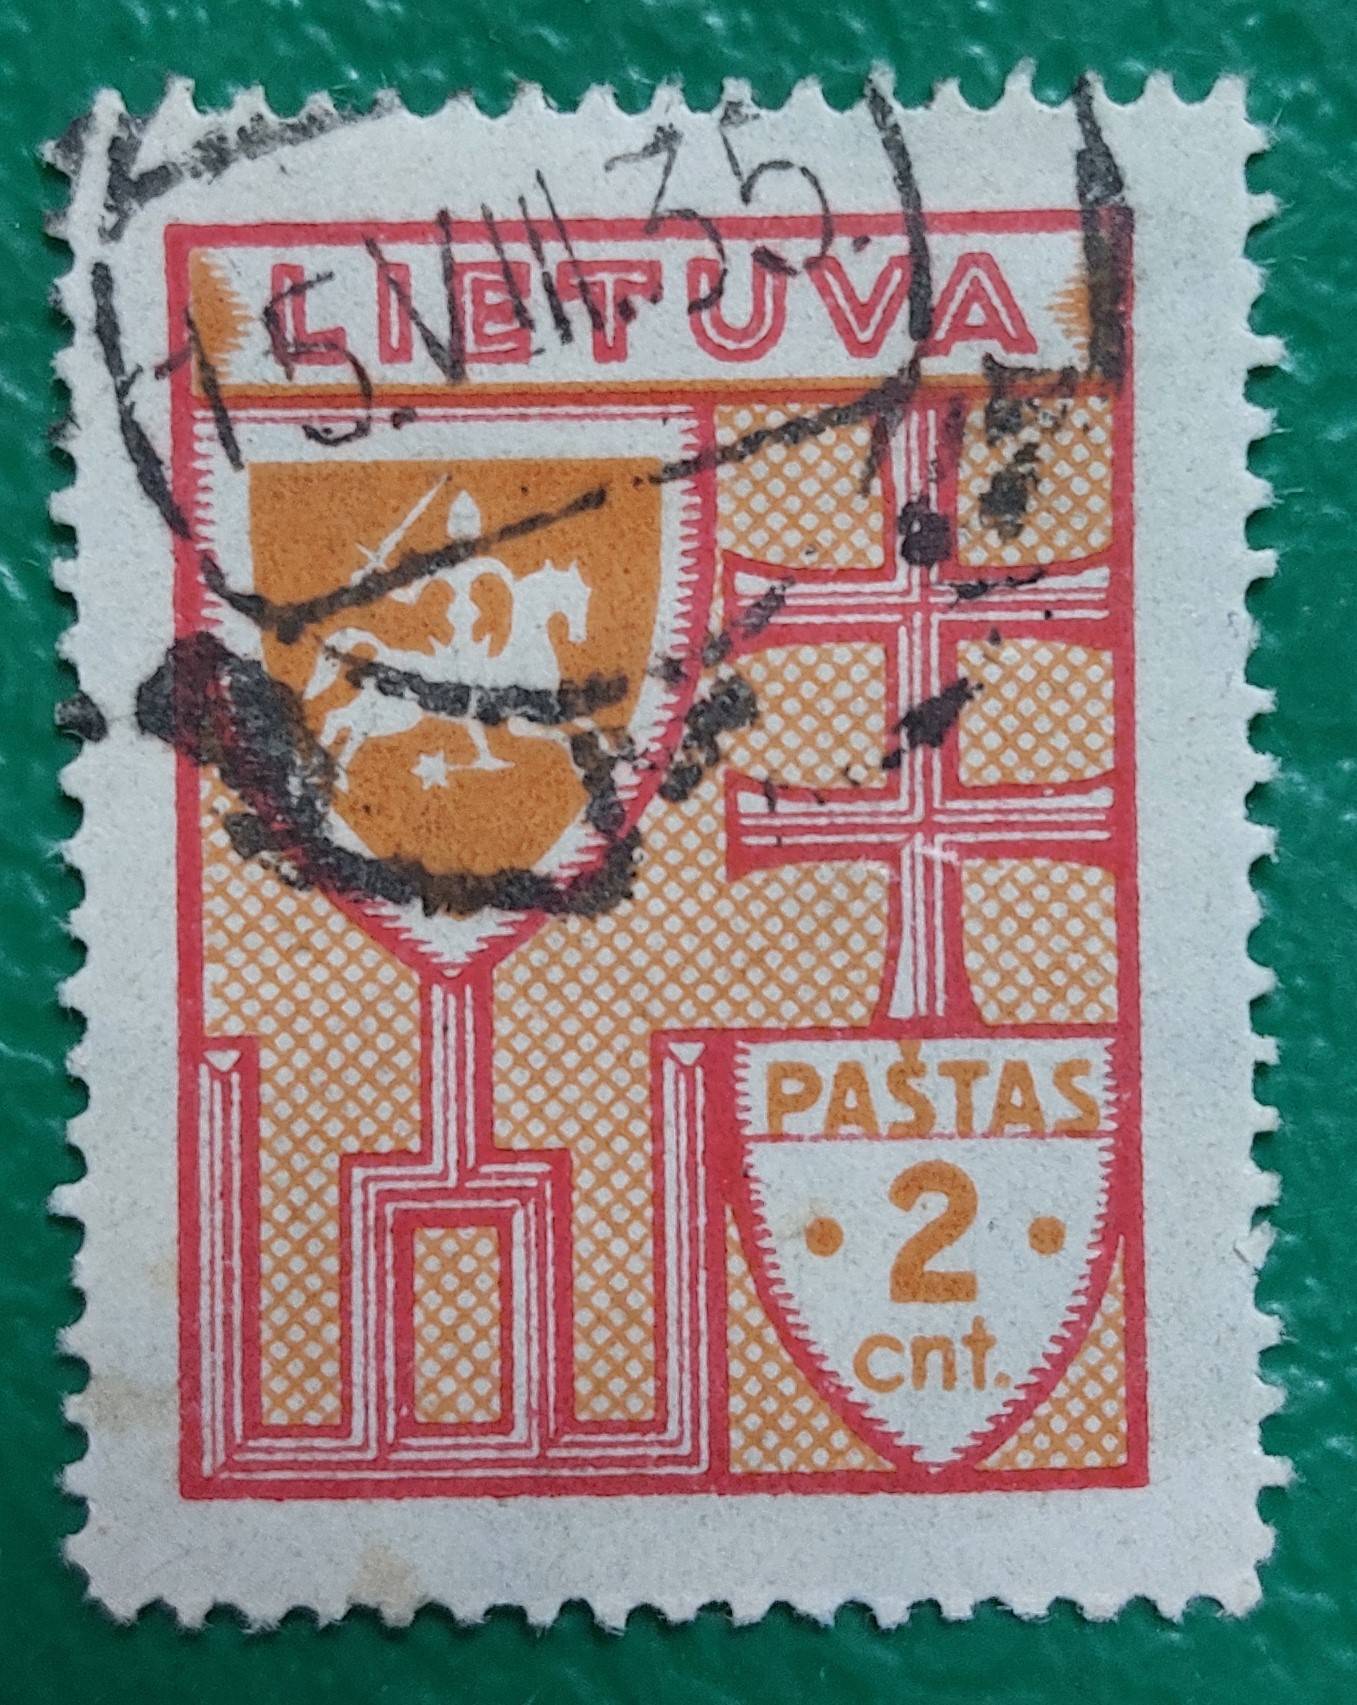 15.VIII.35.
LIETUVA
PAŠTAS
· 2 ·
cnt.